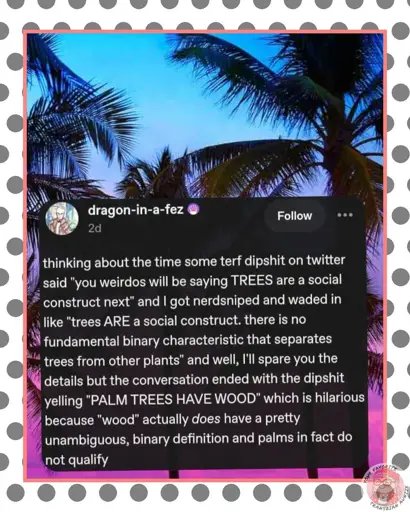 dragon-in-a-fez
Follow
2d
thinking about the time some terf dipshit on twitter
said "you weirdos will be saying TREES are a social
construct next" and I got nerdsniped and waded in
like "trees ARE a social construct. there is no
fundamental binary characteristic that separates
trees from other plants" and well, I'll spare you the
details but the conversation ended with the dipshit
yelling "PALM TREES HAVE WOOD" which is hilarious
because "wood" actually does have a pretty
unambiguous, binary definition and palms in fact do
not qualify